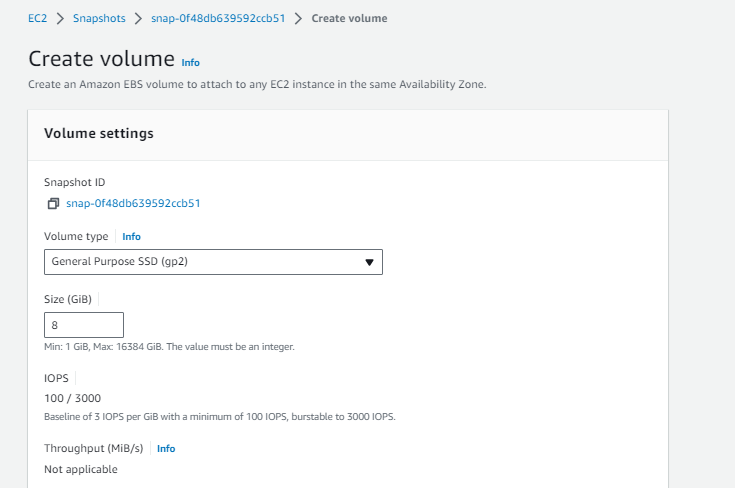 EC2 > Snapshots > snap-0f48db639592ccb51 > Create volume
Create volume Info
Create an Amazon EBS volume to attach to any EC2 instance in the same Availability Zone.
Volume settings
Snapshot ID
snap-0f48db639592ccb51
Volume type Info
General Purpose SSD (gp2)
Size (GiB)
8
Min: 1 GiB, Max: 16384 GiB. The value must be an integer.
IOPS
100 / 3000
Baseline of 3 IOPS per GiB with a minimum of 100 IOPS, burstable to 3000 IOPS.
Throughput (MiB/s) Info
Not applicable